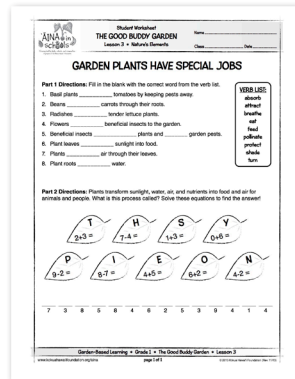 'AINA in schools
Student Worksheet
THE GOOD BUDDY GARDEN
Lesson 3 • Nature's Elements
Name
Class Date
GARDEN PLANTS HAVE SPECIAL JOBS
Part 1 Directions: Fill in the blank with the correct word from the verb list.
1. Basil plants __________ tomatoes by keeping pests away.
2. Beans __________ carrots through their roots.
3. Radishes __________ tender lettuce plants.
4. Flowers __________ beneficial insects to the garden.
5. Beneficial insects __________ plants and __________ garden pests.
6. Plant leaves __________ sunlight into food.
7. Plants __________ air through their leaves.
8. Plant roots __________ water.
VERB LIST:
absorb
attract
breathe
eat
feed
pollinate
protect
shade
turn
Part 2 Directions: Plants transform sunlight, water, air, and nutrients into food and air for
animals and people. What is this process called? Solve these equations to find the answer!
T H S Y
2+3 = 7-4 = 1+3 = 0+6 =
P I E O N
9-2 = 8-7 = 4+5 = 6+2 = 4-2 =
7 3 8 5 8 4 6 2 5 3 9 4 1 4
Garden-Based Learning • Grade 1 • The Good Buddy Garden • Lesson 3
www.kokuahawaiifoundation.org/aina
page 1 of 1